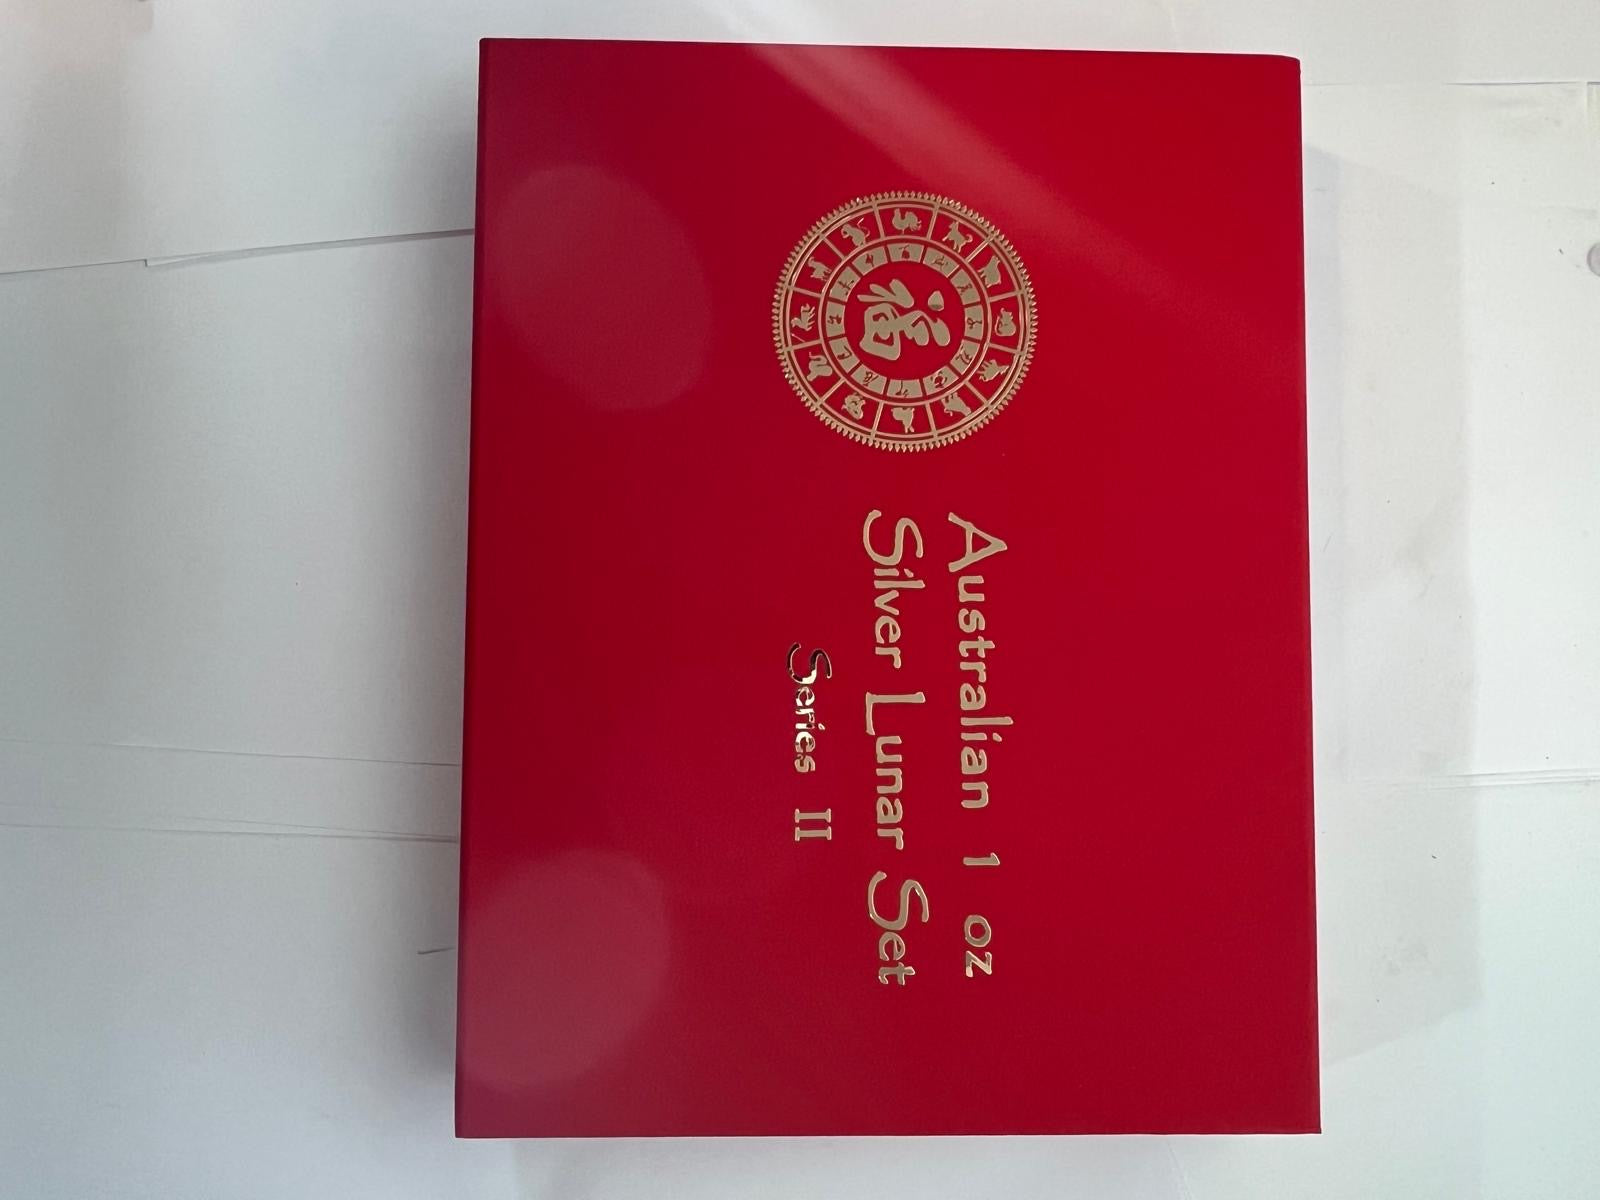 福
Australian 1 oz
Silver Lunar Set
Series II